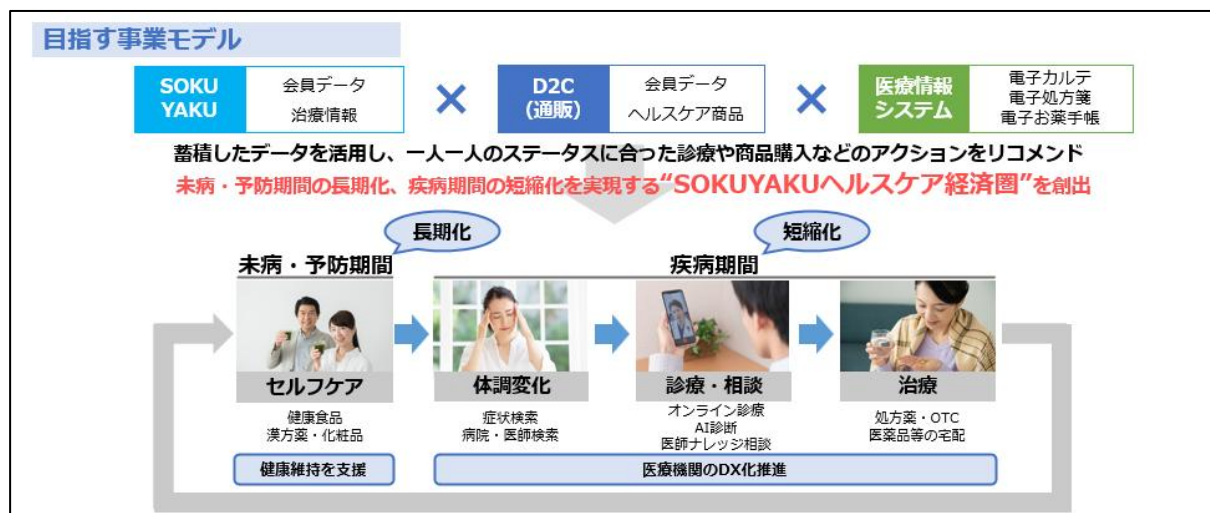 目指す事業モデル
SOKU
YAKU
会員データ
治療情報
×
D2C
(通販)
会員データ
ヘルスケア商品
×
医療情報
システム
電子カルテ
電子処方箋
電子お薬手帳
蓄積したデータを活用し、一人一人のステータスに合った診療や商品購入などのアクションをリコメンド
未病・予防期間の長期化、疾病期間の短縮化を実現する“SOKUYAKUヘルスケア経済圏”を創出
長期化
短縮化
未病・予防期間
疾病期間
セルフケア
体調変化
診療・相談
治療
健康食品
漢方薬・化粧品
症状検索
病院・医師検索
オンライン診療
AI診断
医師ナレッジ相談
処方薬・OTC
医薬品等の宅配
健康維持を支援
医療機関のDX化推進